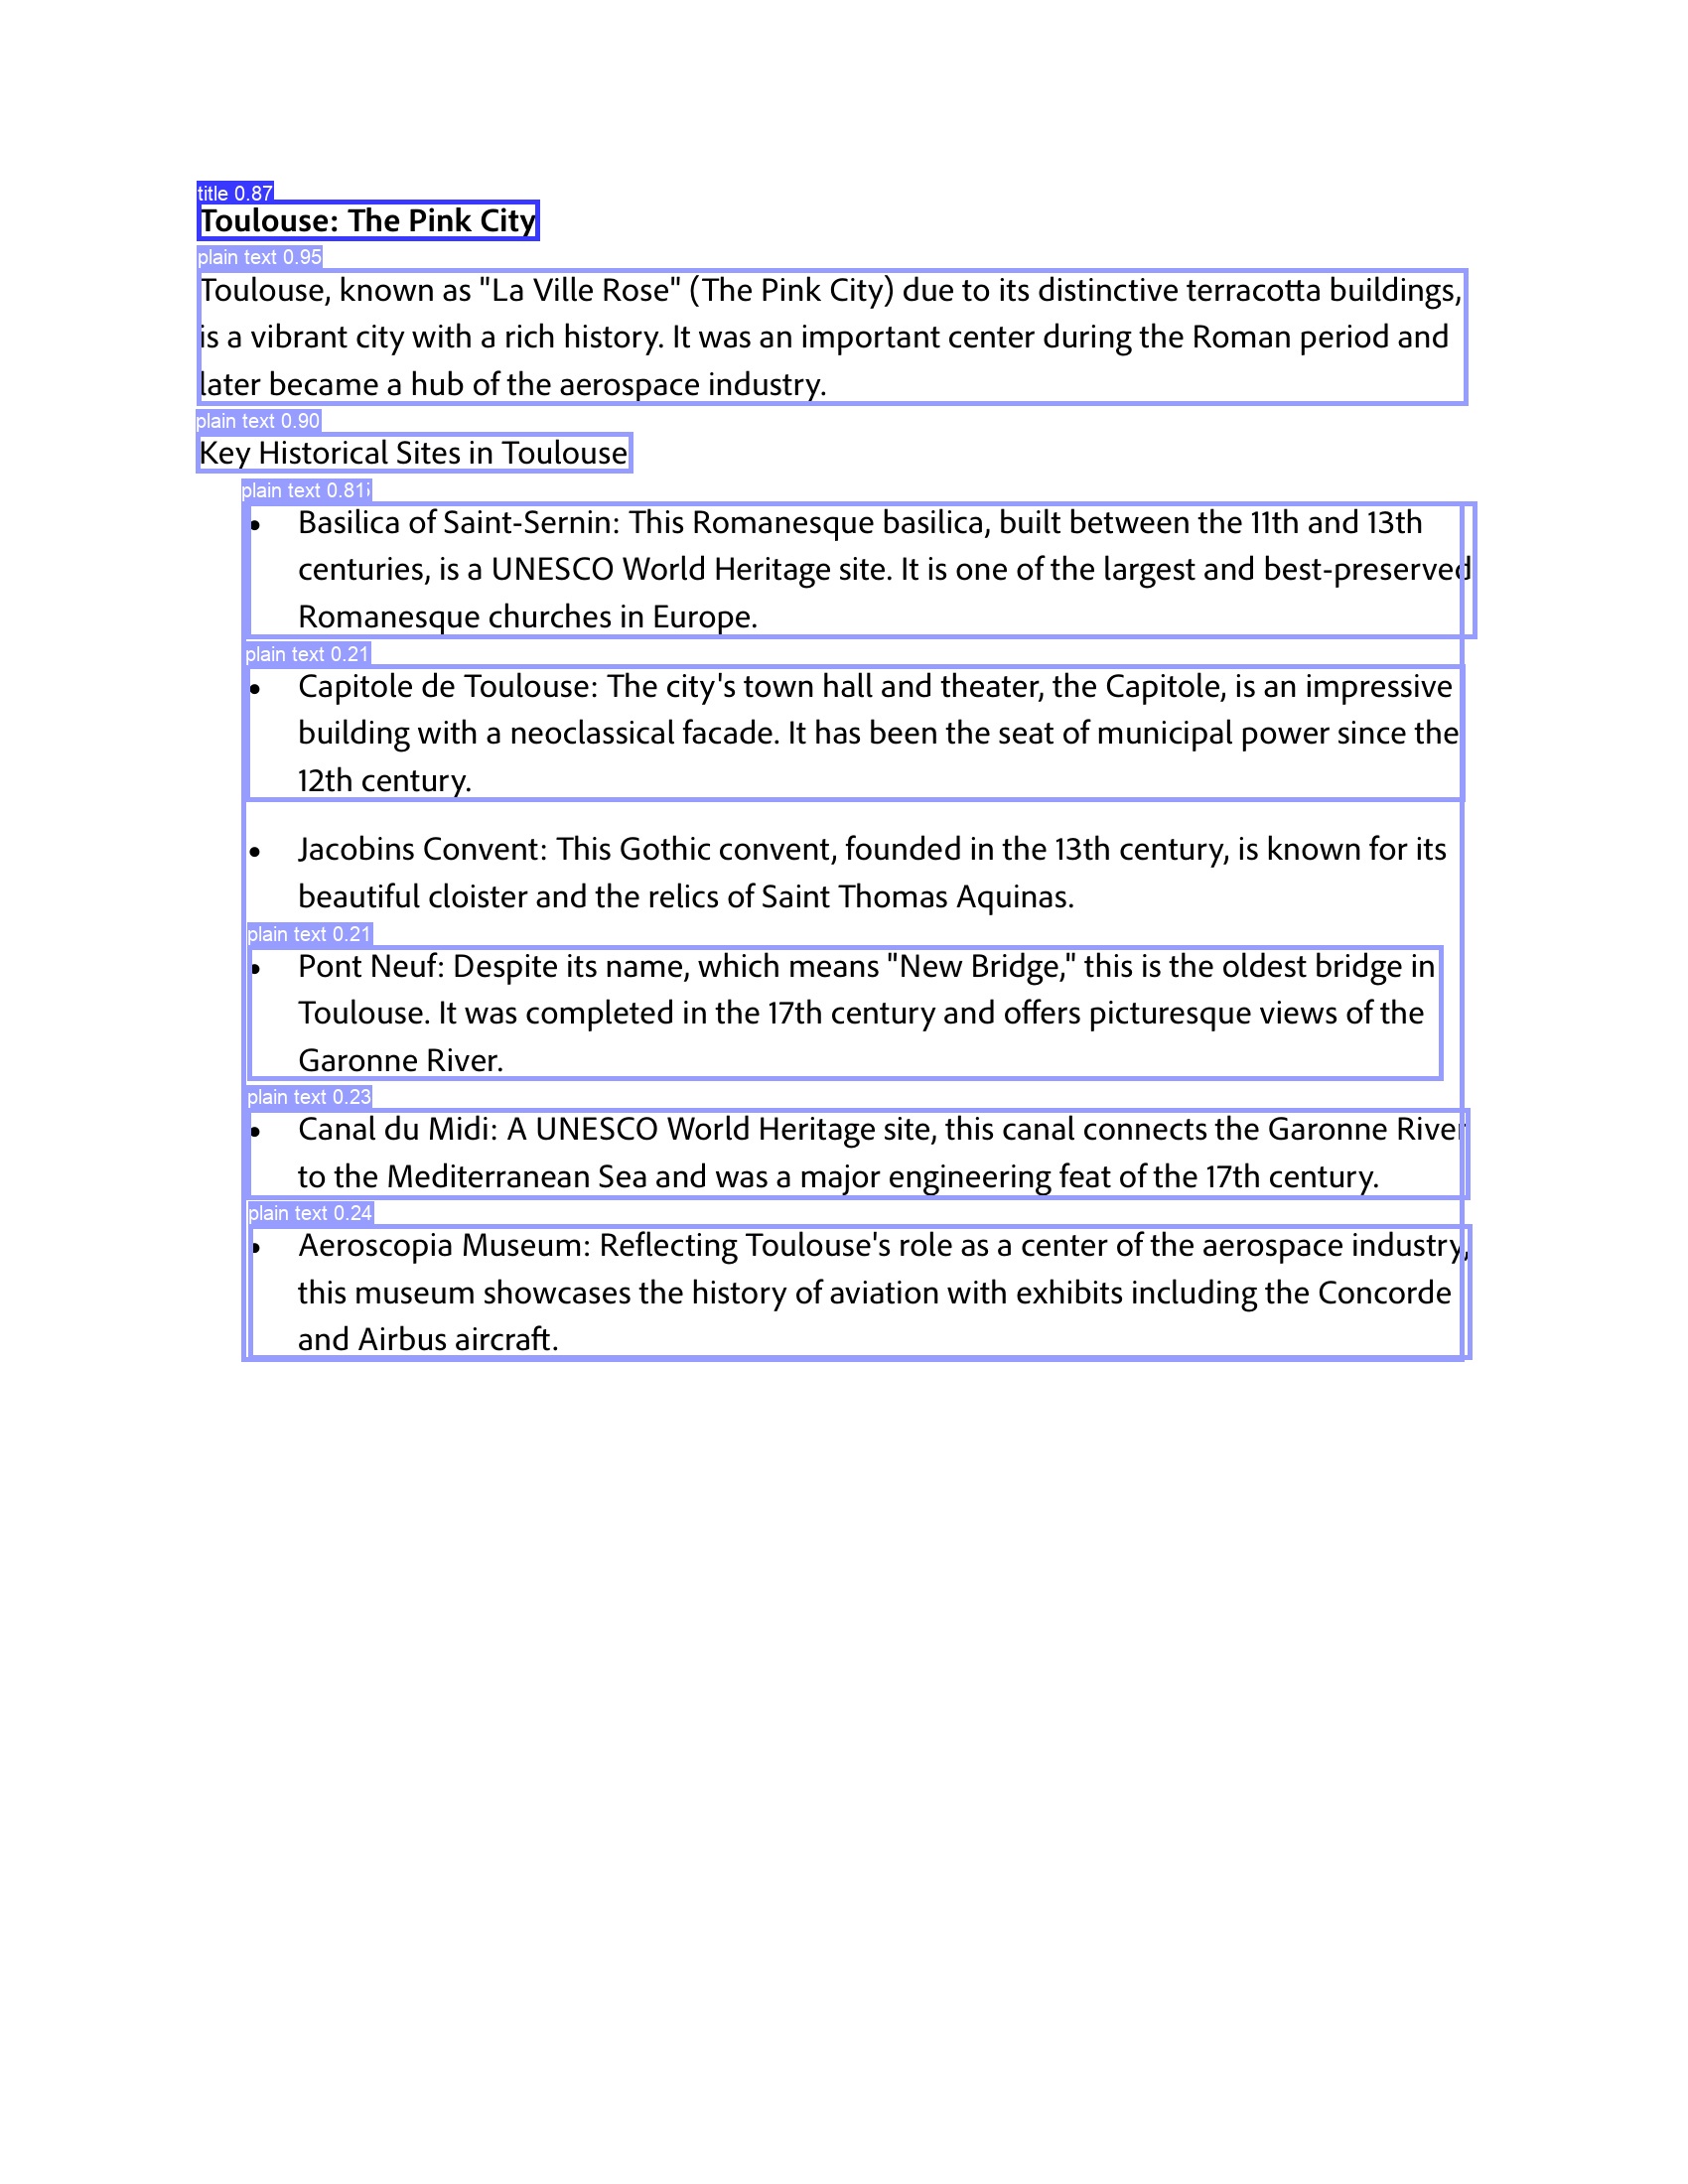 title 0.87
Toulouse: The Pink City
plain text 0.95
Toulouse, known as "La Ville Rose" (The Pink City) due to its distinctive terracotta buildings,
is a vibrant city with a rich history. It was an important center during the Roman period and
later became a hub of the aerospace industry.
plain text 0.90
Key Historical Sites in Toulouse
plain text 0.81
• Basilica of Saint-Sernin: This Romanesque basilica, built between the 11th and 13th
centuries, is a UNESCO World Heritage site. It is one of the largest and best-preserved
Romanesque churches in Europe.
plain text 0.21
• Capitole de Toulouse: The city's town hall and theater, the Capitole, is an impressive
building with a neoclassical facade. It has been the seat of municipal power since the
12th century.
• Jacobins Convent: This Gothic convent, founded in the 13th century, is known for its
beautiful cloister and the relics of Saint Thomas Aquinas.
plain text 0.21
• Pont Neuf: Despite its name, which means "New Bridge," this is the oldest bridge in
Toulouse. It was completed in the 17th century and offers picturesque views of the
Garonne River.
plain text 0.23
• Canal du Midi: A UNESCO World Heritage site, this canal connects the Garonne River
to the Mediterranean Sea and was a major engineering feat of the 17th century.
plain text 0.24
• Aeroscopia Museum: Reflecting Toulouse's role as a center of the aerospace industry,
this museum showcases the history of aviation with exhibits including the Concorde
and Airbus aircraft.